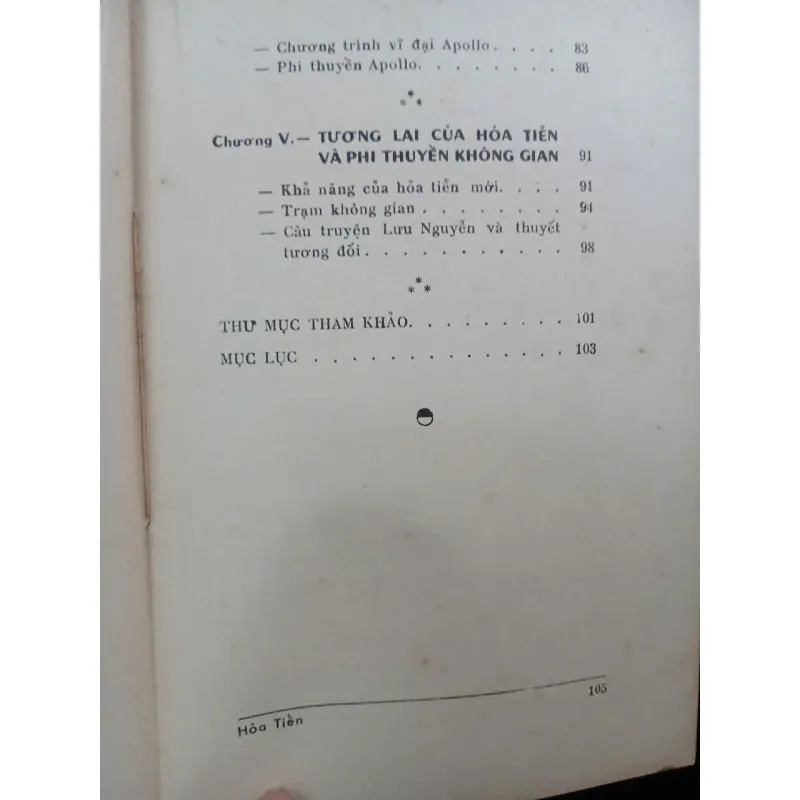 — Chương trình vĩ đại Apollo. . . . 83
— Phi thuyền Apollo. . . . . . . . 86
***
Chương V.— TƯƠNG LAI CỦA HỎA TIỄN
VÀ PHI THUYỀN KHÔNG GIAN 91
— Khả năng của hỏa tiễn mới. . . . 91
— Trạm không gian . . . . . . . . 94
— Câu truyện Lưu Nguyễn và thuyết
tương đối . . . . . . . . . . . 98
***
THƯ MỤC THAM KHẢO. . . . . . . . . 101
MỤC LỤC . . . . . . . . . . . . . . 103
Hỏa Tiễn 105